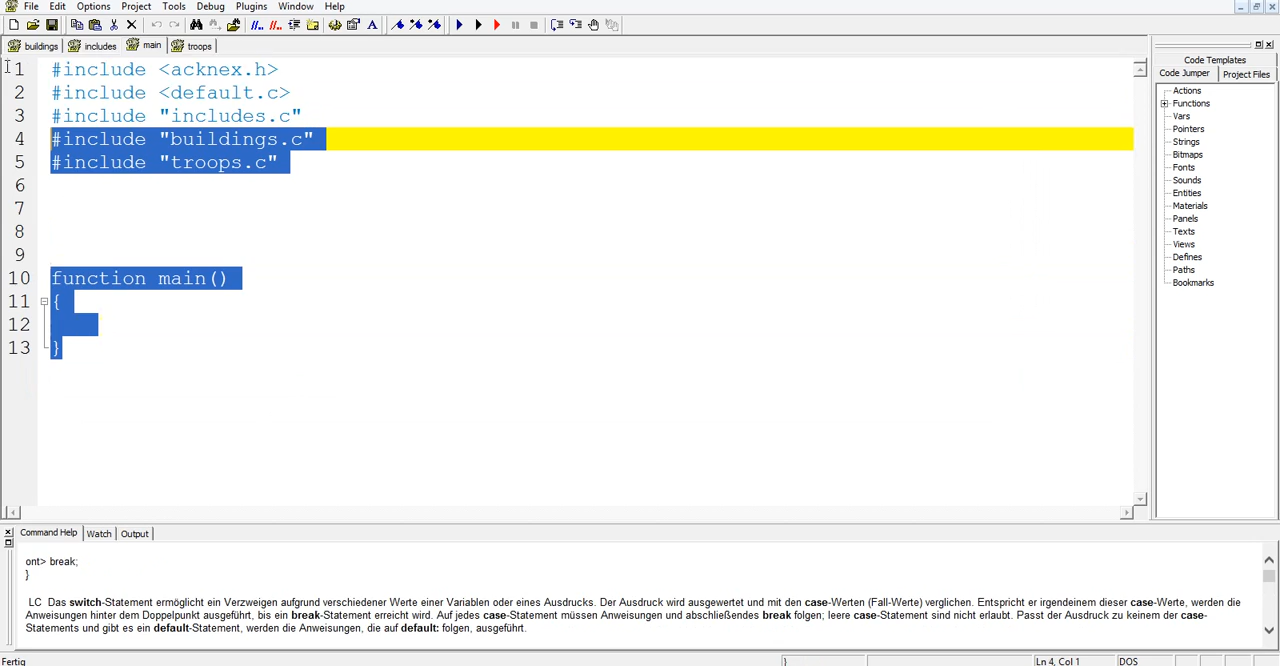 File Edit Options Project Tools Debug Plugins Window Help
buildings includes main troops
1 #include <acknex.h>
2 #include <default.c>
3 #include "includes.c"
4 #include "buildings.c"
5 #include "troops.c"
6
7
8
9
10 function main()
11 {
12
13 }
Code Templates
Code Jumper Project Files
Actions
Functions
Vars
Pointers
Strings
Bitmaps
Fonts
Sounds
Entities
Materials
Panels
Texts
Views
Defines
Paths
Bookmarks
Command Help Watch Output
ont> break;
}
LC Das switch-Statement ermöglicht ein Verzweigen aufgrund verschiedener Werte einer Variablen oder eines Ausdrucks. Der Ausdruck wird ausgewertet und mit den case-Werten (Fall-Werte) verglichen. Entspricht er irgendeinem dieser case-Werte, werden die
Anweisungen hinter dem Doppelpunkt ausgeführt, bis ein break-Statement erreicht wird. Auf jedes case-Statement müssen Anweisungen und abschließendes break folgen; leere case-Statement sind nicht erlaubt. Passt der Ausdruck zu keinem der case-
Statements und gibt es ein default-Statement, werden die Anweisungen, die auf default: folgen, ausgeführt.
Fertig } Ln 4, Col 1 DOS